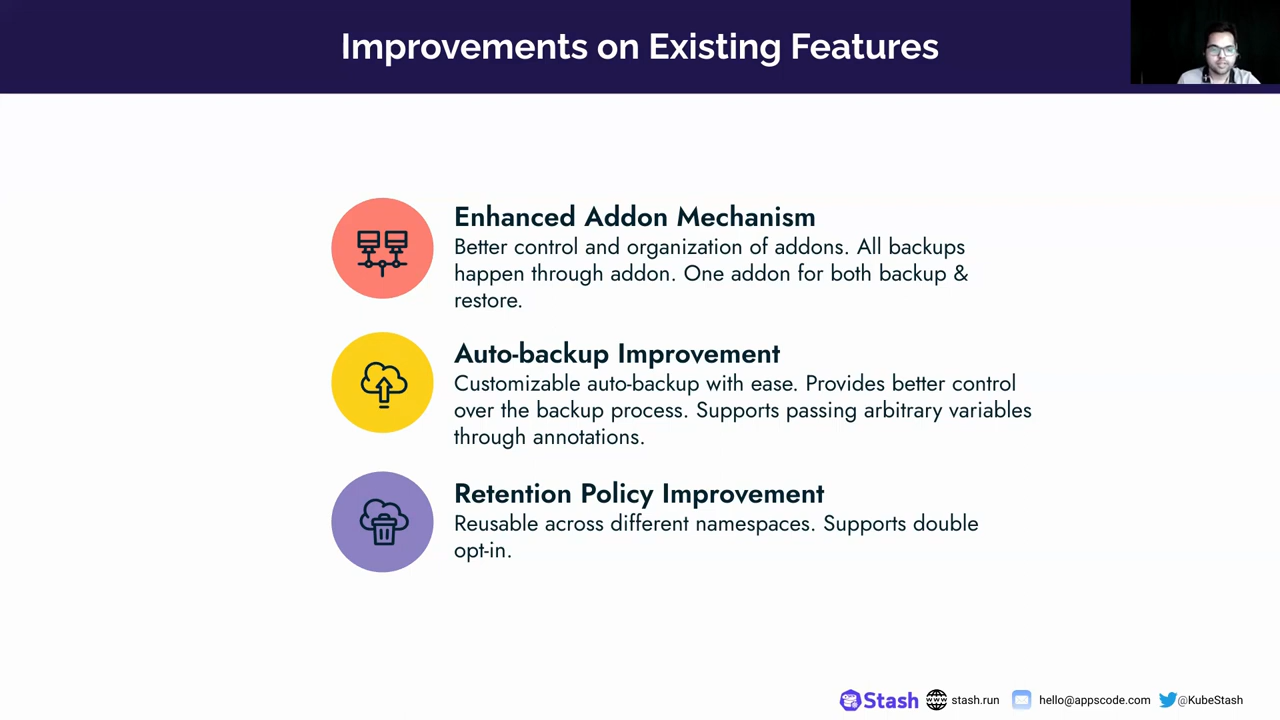 Improvements on Existing Features
Enhanced Addon Mechanism
Better control and organization of addons. All backups
happen through addon. One addon for both backup &
restore.
Auto-backup Improvement
Customizable auto-backup with ease. Provides better control
over the backup process. Supports passing arbitrary variables
through annotations.
Retention Policy Improvement
Reusable across different namespaces. Supports double
opt-in.
Stash stash.run hello@appscode.com @KubeStash